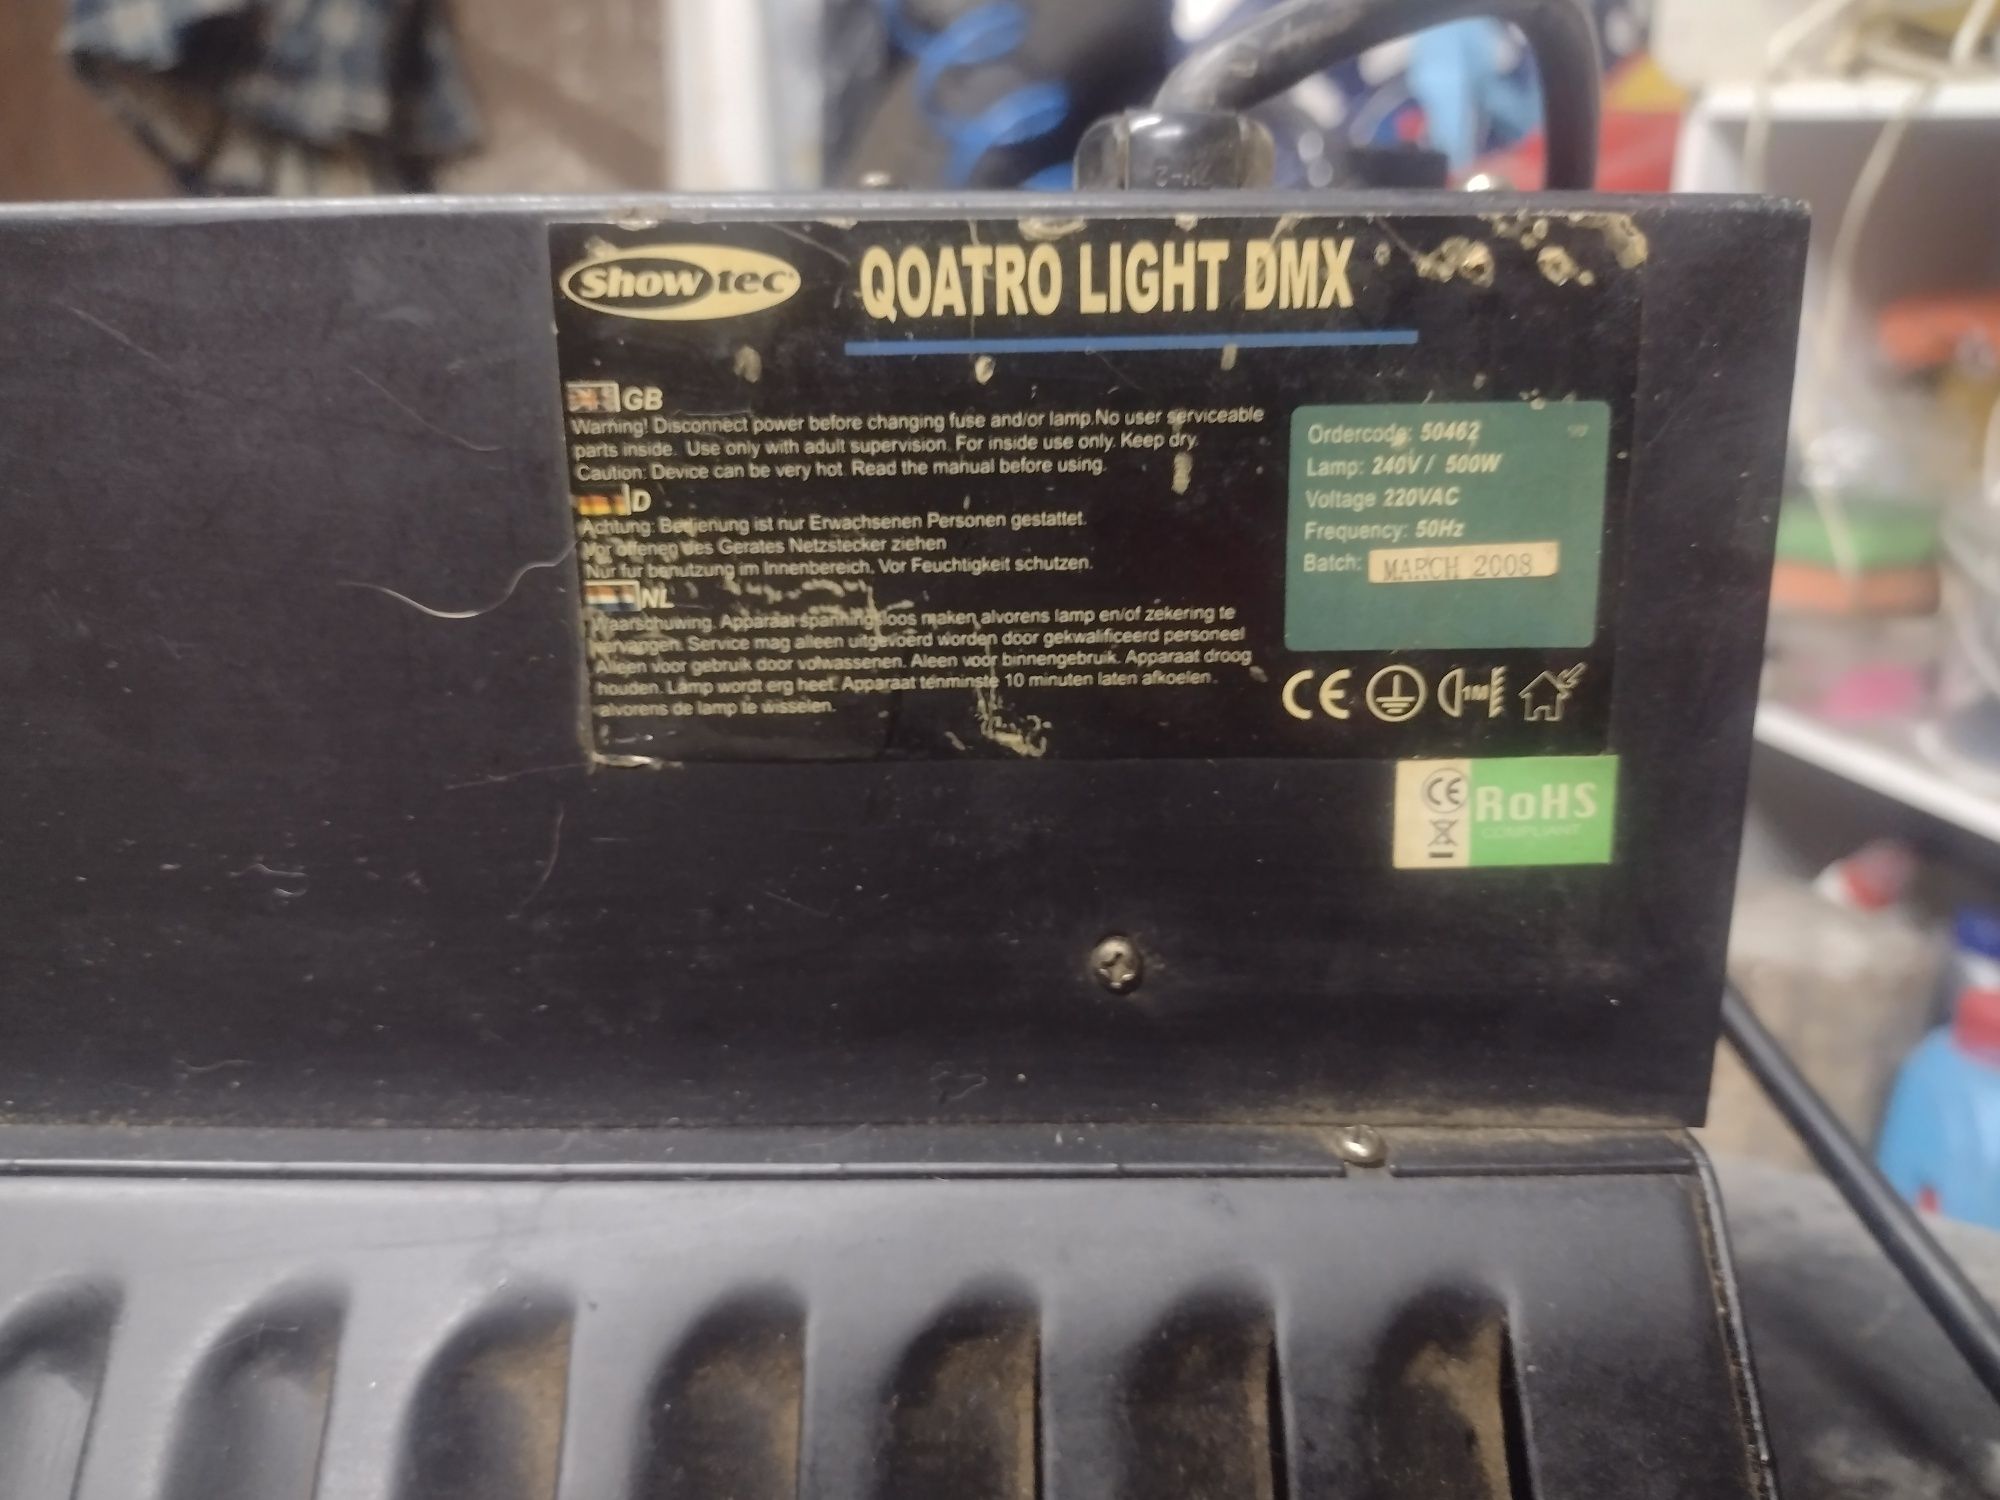 Showtec
QOATRO LIGHT DMX
GB
Warning! Disconnect power before changing fuse and/or lamp.No user serviceable
parts inside. Use only with adult supervision. For inside use only. Keep dry.
Caution: Device can be very hot. Read the manual before using.
D
Achtung: Bedienung ist nur Erwachsenen Personen gestattet.
Vor offenen des Gerates Netzstecker ziehen
Nur fur benutzung im Innenbereich. Vor Feuchtigkeit schutzen.
NL
Waarschuwing. Apparaat spanningsloos maken alvorens lamp en/of zekering te
vervangen. Service mag alleen uitgevoerd worden door gekwalificeerd personeel
Alleen voor gebruik door volwassenen. Aleen voor binnengebruik. Apparaat droog
houden. Lamp wordt erg heet. Apparaat tenminste 10 minuten laten afkoelen.
alvorens de lamp te wisselen.
Ordercode: 50462
Lamp: 240V / 500W
Voltage 220VAC
Frequency: 50Hz
Batch: MARCH 2008
CE
1M
CE
RoHS
COMPLIANT